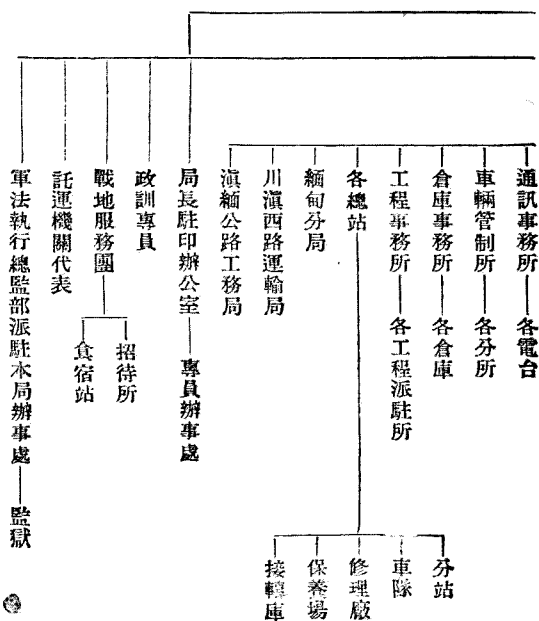 通訊事務所
各電台
車輛管制所
各分所
倉庫事務所
各倉庫
工程事務所
各工程派駐所
各總站
分站
車隊
修理廠
保養場
接轉庫
緬甸分局
川滇西路運輸局
滇緬公路工務局
局長駐印辦公室
專員辦事處
政訓專員
戰地服務團
招待所
食宿站
託運機關代表
軍法執行總監部派駐本局辦事處
監獄